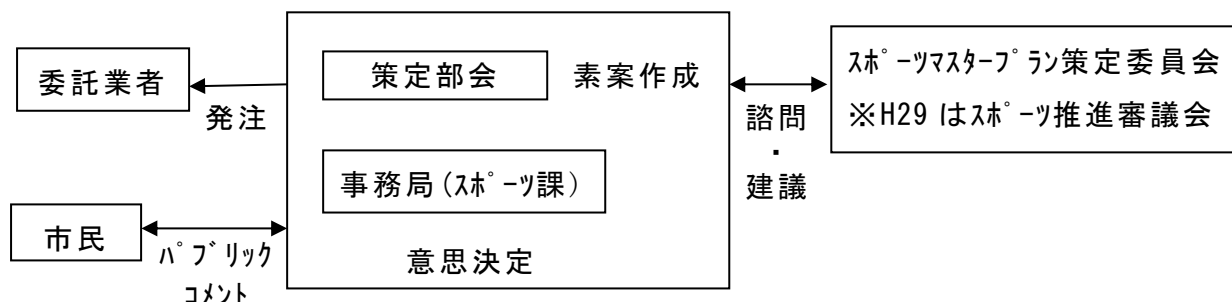 委託業者
発注
市民
パブリック
コメント
策定部会
素案作成
事務局(スポーツ課)
意思決定
諮問
・
建議
スポーツマスタープラン策定委員会
※H29 はスポーツ推進審議会